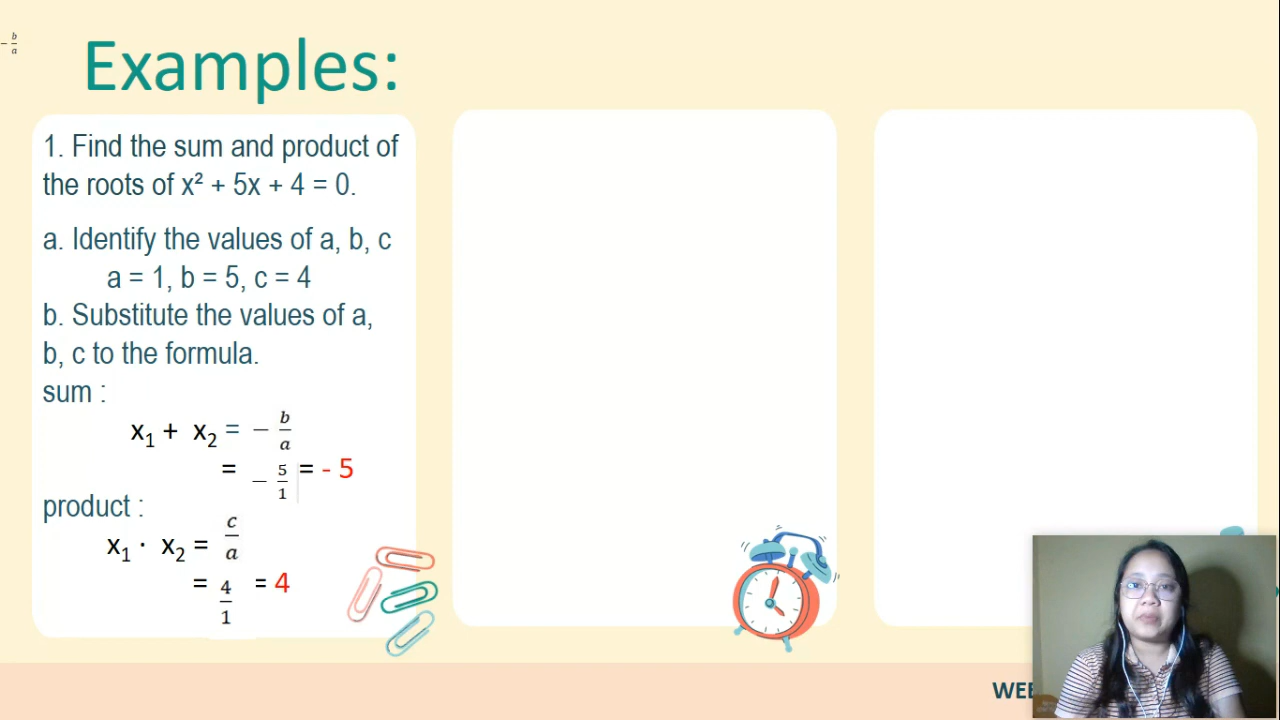 − b/a
Examples:
1. Find the sum and product of
the roots of x² + 5x + 4 = 0.
a. Identify the values of a, b, c
a = 1, b = 5, c = 4
b. Substitute the values of a,
b, c to the formula.
sum :
x₁ + x₂ = − b/a
= − 5/1 = - 5
product :
x₁ · x₂ = c/a
= 4/1 = 4